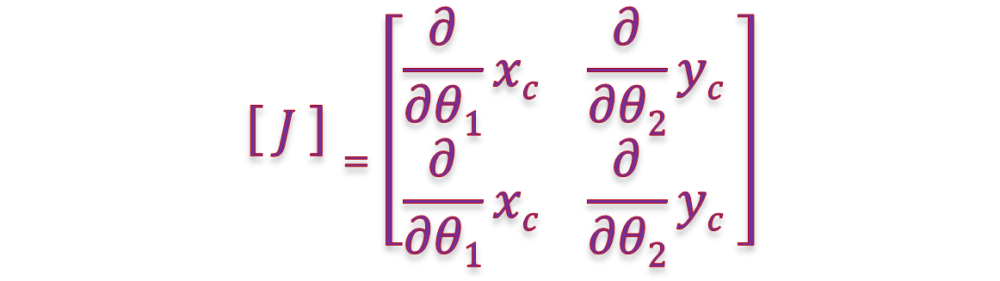 [ J ] = [ ∂/∂θ₁ x_c ∂/∂θ₂ y_c
∂/∂θ₁ x_c ∂/∂θ₂ y_c ]